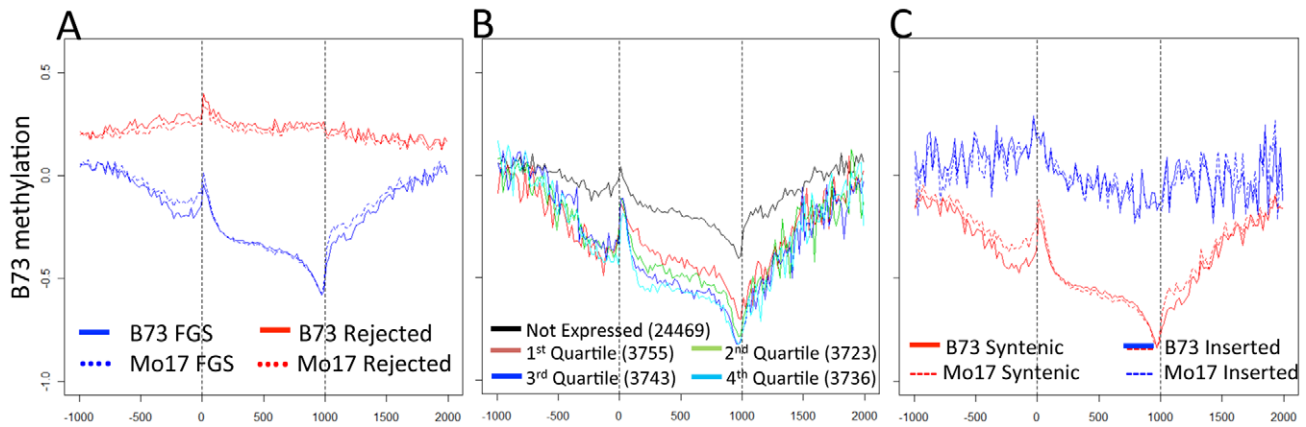 A B C
B73 methylation
0.5
0.0
-0.5
-1.0
B73 FGS B73 Rejected
Mo17 FGS Mo17 Rejected
-1000 -500 0 500 1000 1500 2000
Not Expressed (24469)
1st Quartile (3755) 2nd Quartile (3723)
3rd Quartile (3743) 4th Quartile (3736)
-1000 -500 0 500 1000 1500 2000
B73 Syntenic B73 Inserted
Mo17 Syntenic Mo17 Inserted
-1000 -500 0 500 1000 1500 2000